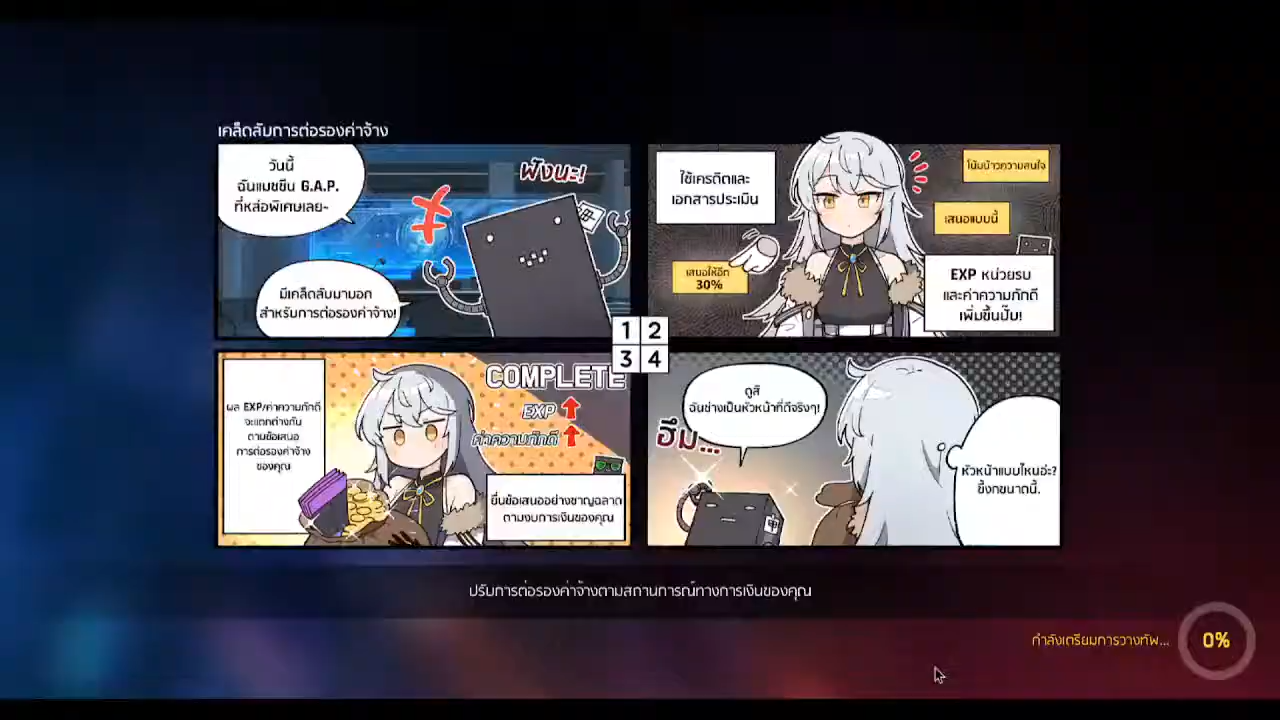 เคล็ดลับการต่อรองค่าจ้าง
วันนี้
ฉันแมชชีน G.A.P.
ที่หล่อพิเศษเลย~
ฟังนะ!
มีเคล็ดลับมาบอก
สำหรับการต่อรองค่าจ้าง!
ใช้เครดิตและ
เอกสารประเมิน
โน้มน้าวความสนใจ
เสนอแบบนี้
เสนอให้อีก
30%
EXP หน่วยรบ
และค่าความภักดี
เพิ่มขึ้นปั๊บ!
1 2
3 4
ผล EXP/ค่าความภักดี
จะแตกต่างกัน
ตามข้อเสนอ
การต่อรองค่าจ้าง
ของคุณ
COMPLETE
EXP
ค่าความภักดี
ยื่นข้อเสนออย่างชาญฉลาด
ตามงบการเงินของคุณ
ดูสิ
ฉันช่างเป็นหัวหน้าที่ดีจริงๆ!
ฮึม...
หัวหน้าแบบไหนอ่ะ?
ขี้งกขนาดนี้.
ปรับการต่อรองค่าจ้างตามสถานการณ์ทางการเงินของคุณ
กำลังเตรียมการวางทัพ...
0%